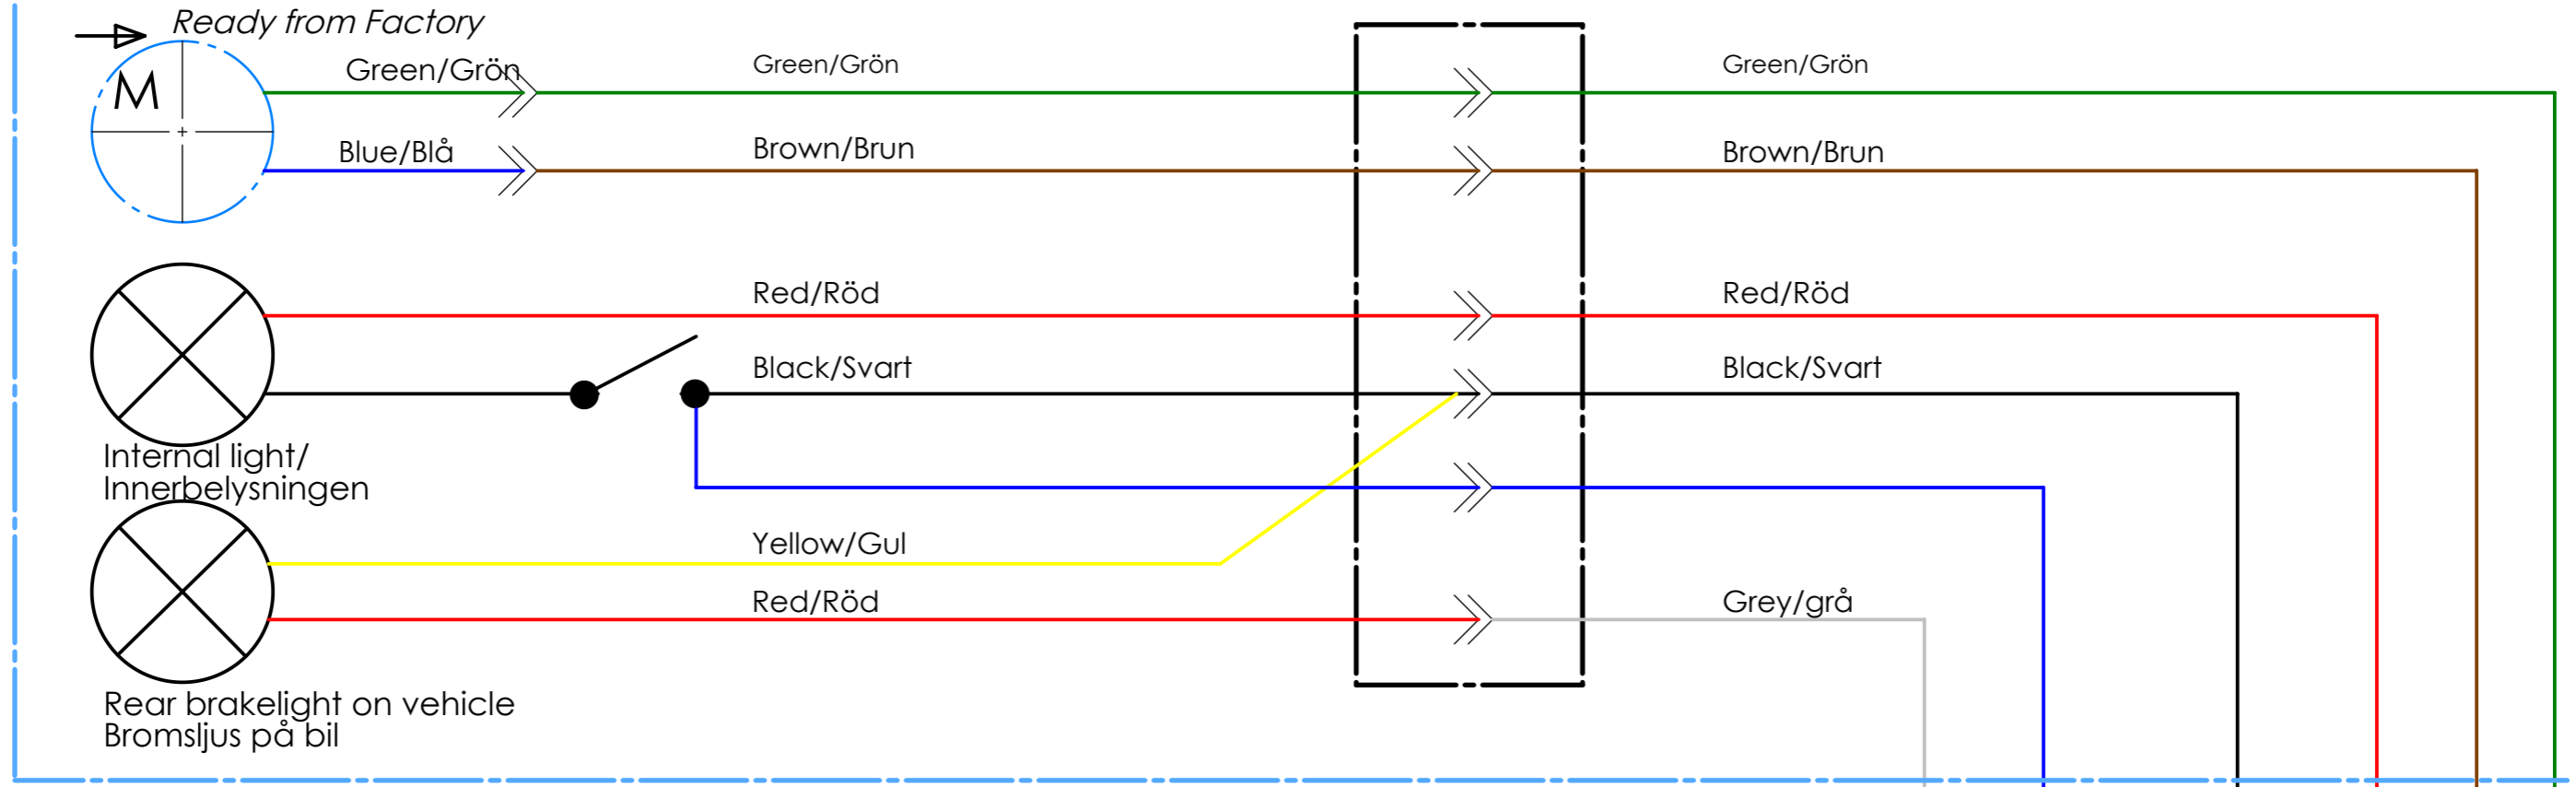 Ready from Factory
M
Green/Grön
Green/Grön
Green/Grön
Blue/Blå
Brown/Brun
Brown/Brun
Red/Röd
Red/Röd
Black/Svart
Black/Svart
Internal light/
Innerbelysningen
Yellow/Gul
Red/Röd
Grey/grå
Rear brakelight on vehicle
Bromsljus på bil